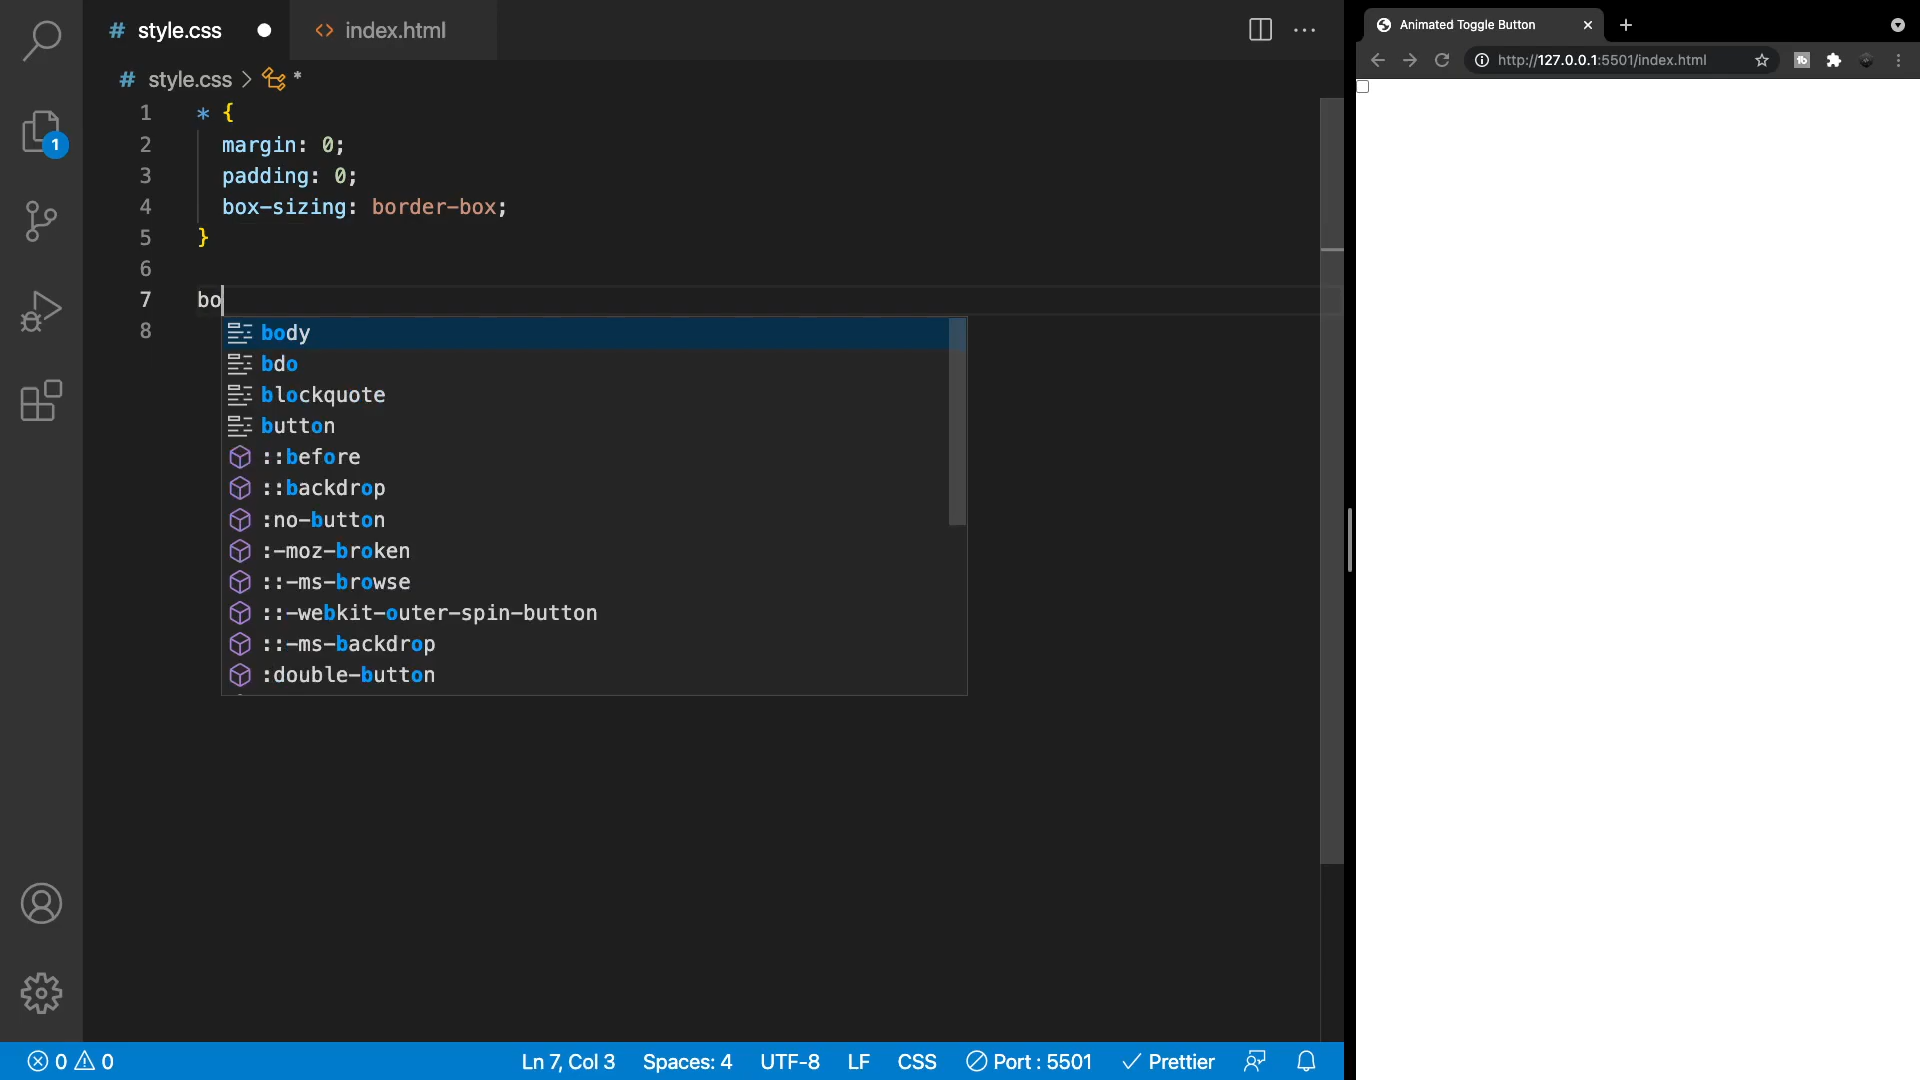 # style.css
<> index.html
# style.css > *
1 * {
2 margin: 0;
3 padding: 0;
4 box-sizing: border-box;
5 }
6
7 bo
8
body
bdo
blockquote
button
::before
::backdrop
:no-button
:-moz-broken
::-ms-browse
::-webkit-outer-spin-button
::-ms-backdrop
:double-button
1
0 0
Ln 7, Col 3
Spaces: 4
UTF-8
LF
CSS
Port : 5501
Prettier
Animated Toggle Button
http://127.0.0.1:5501/index.html
tb